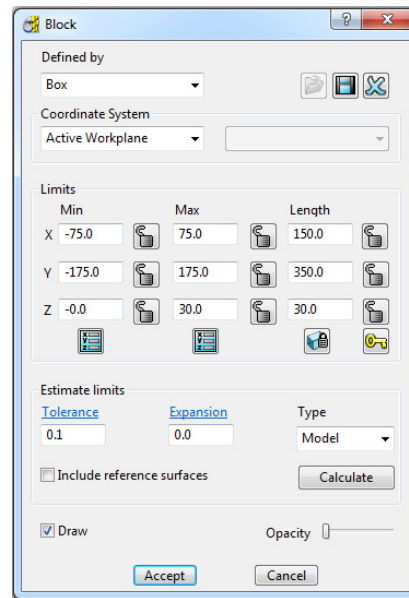 Block
Defined by
Box
Coordinate System
Active Workplane
Limits
Min Max Length
X -75.0 75.0 150.0
Y -175.0 175.0 350.0
Z -0.0 30.0 30.0
Estimate limits
Tolerance Expansion Type
0.1 0.0 Model
Include reference surfaces Calculate
Draw Opacity
Accept Cancel